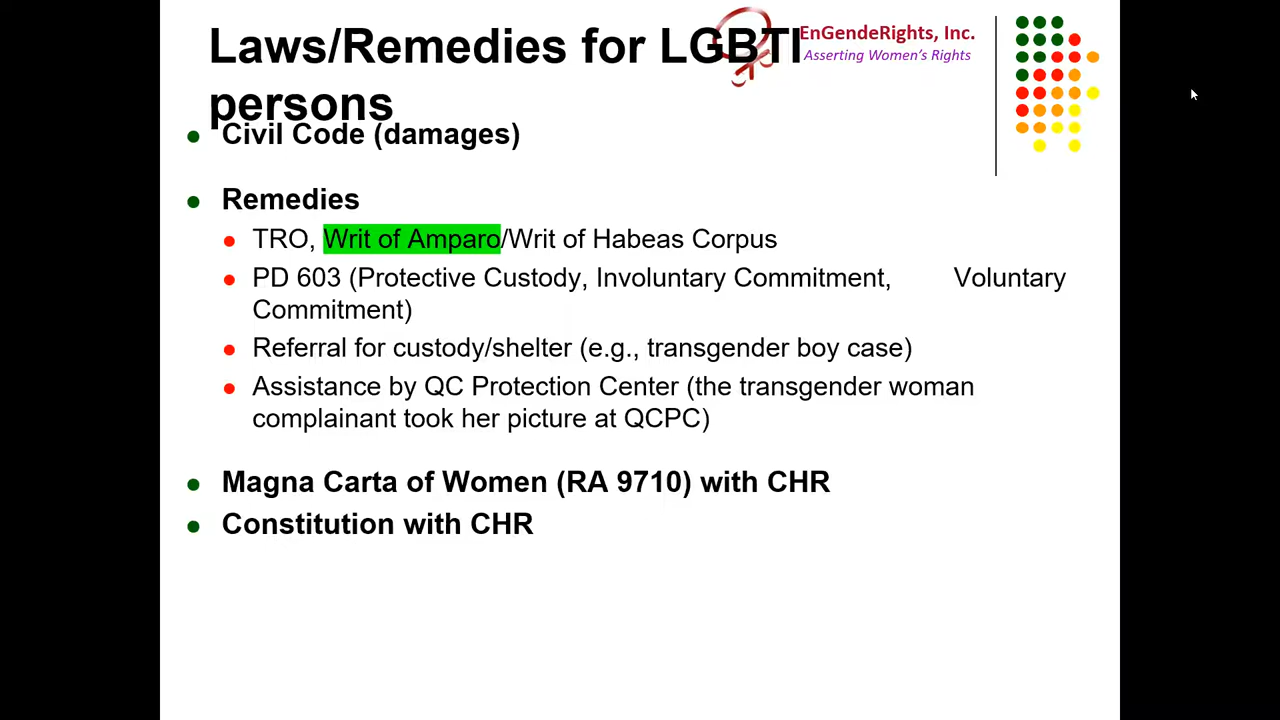 Laws/Remedies for LGBTI
persons
EnGendeRights, Inc.
Asserting Women's Rights
Civil Code (damages)
Remedies
TRO, Writ of Amparo/Writ of Habeas Corpus
PD 603 (Protective Custody, Involuntary Commitment, Voluntary
Commitment)
Referral for custody/shelter (e.g., transgender boy case)
Assistance by QC Protection Center (the transgender woman
complainant took her picture at QCPC)
Magna Carta of Women (RA 9710) with CHR
Constitution with CHR